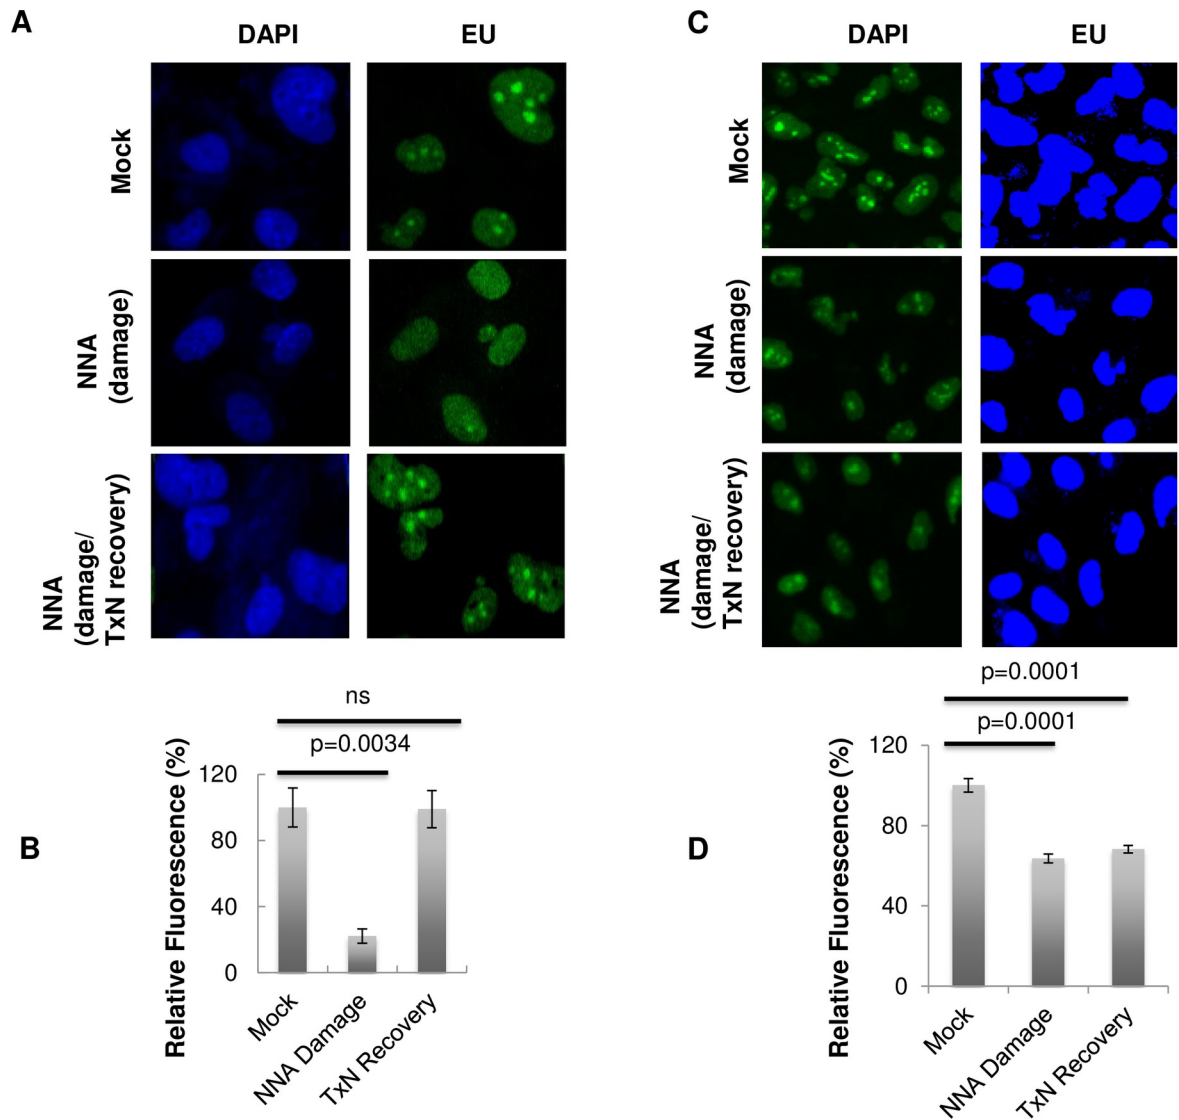 A
DAPI
EU
Mock
NNA
(damage)
NNA
(damage/
TxN recovery)
C
DAPI
EU
Mock
NNA
(damage)
NNA
(damage/
TxN recovery)
B
ns
p=0.0034
Relative Fluorescence (%)
120
80
40
0
Mock
NNA Damage
TxN Recovery
D
p=0.0001
p=0.0001
Relative Fluorescence (%)
120
80
40
0
Mock
NNA Damage
TxN Recovery